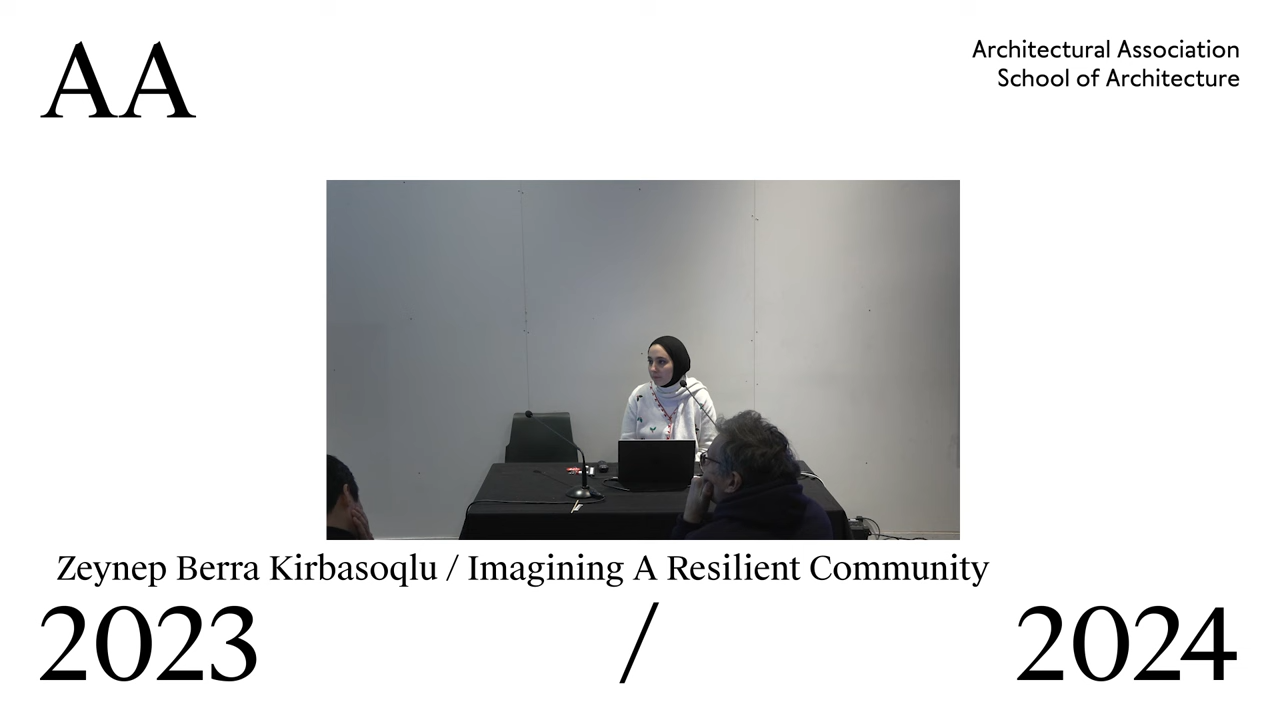 AA
Architectural Association
School of Architecture
Zeynep Berra Kirbasoqlu / Imagining A Resilient Community
2023 / 2024